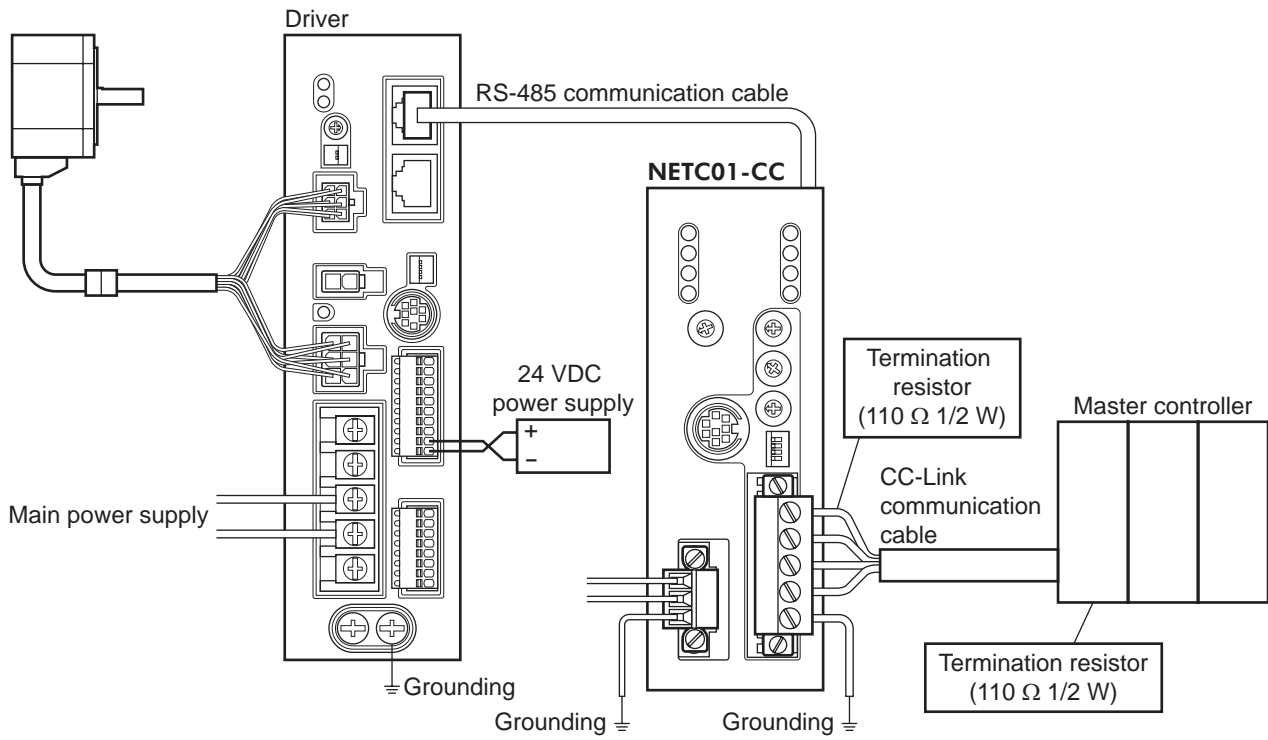 Driver
RS-485 communication cable
NETC01-CC
24 VDC
power supply
+
−
Termination
resistor
(110 Ω 1/2 W)
Master controller
CC-Link
communication
cable
Main power supply
Termination resistor
(110 Ω 1/2 W)
Grounding
Grounding
Grounding